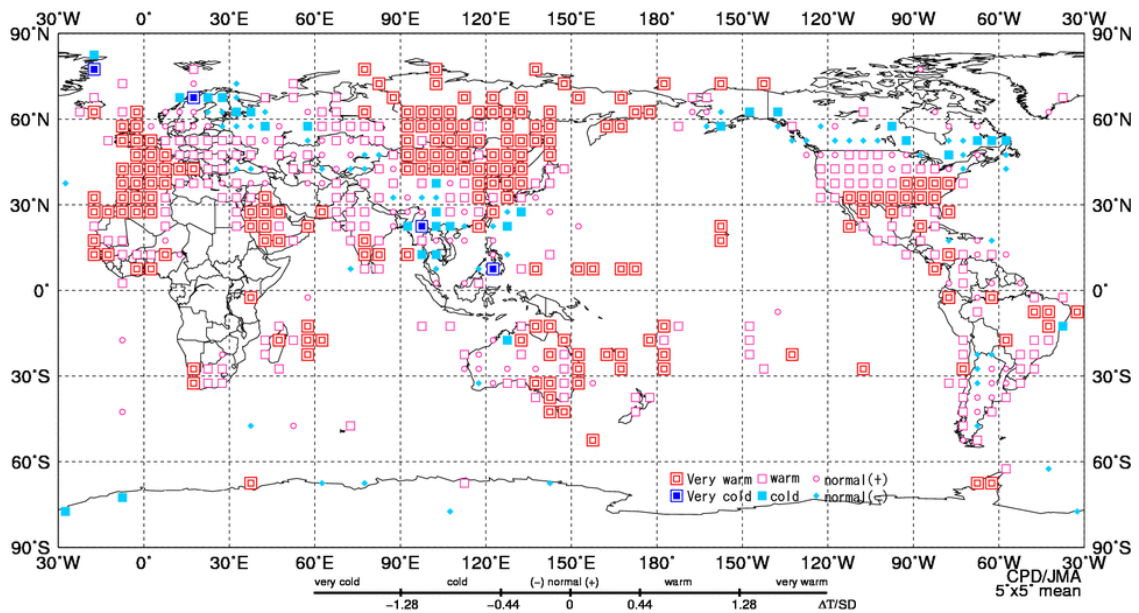 30°W 0° 30°E 60°E 90°E 120°E 150°E 180° 150°W 120°W 90°W 60°W 30°W
90°N 90°N
60°N 60°N
30°N 30°N
0° 0°
30°S 30°S
60°S 60°S
Very warm warm normal(+)
Very cold cold normal(−)
90°S 90°S
30°W 0° 30°E 60°E 90°E 120°E 150°E 180° 150°W 120°W 90°W 60°W 30°W
CPD/JMA
5°x5° mean
very cold cold (−) normal (+) warm very warm
−1.28 −0.44 0 0.44 1.28 ΔT/SD